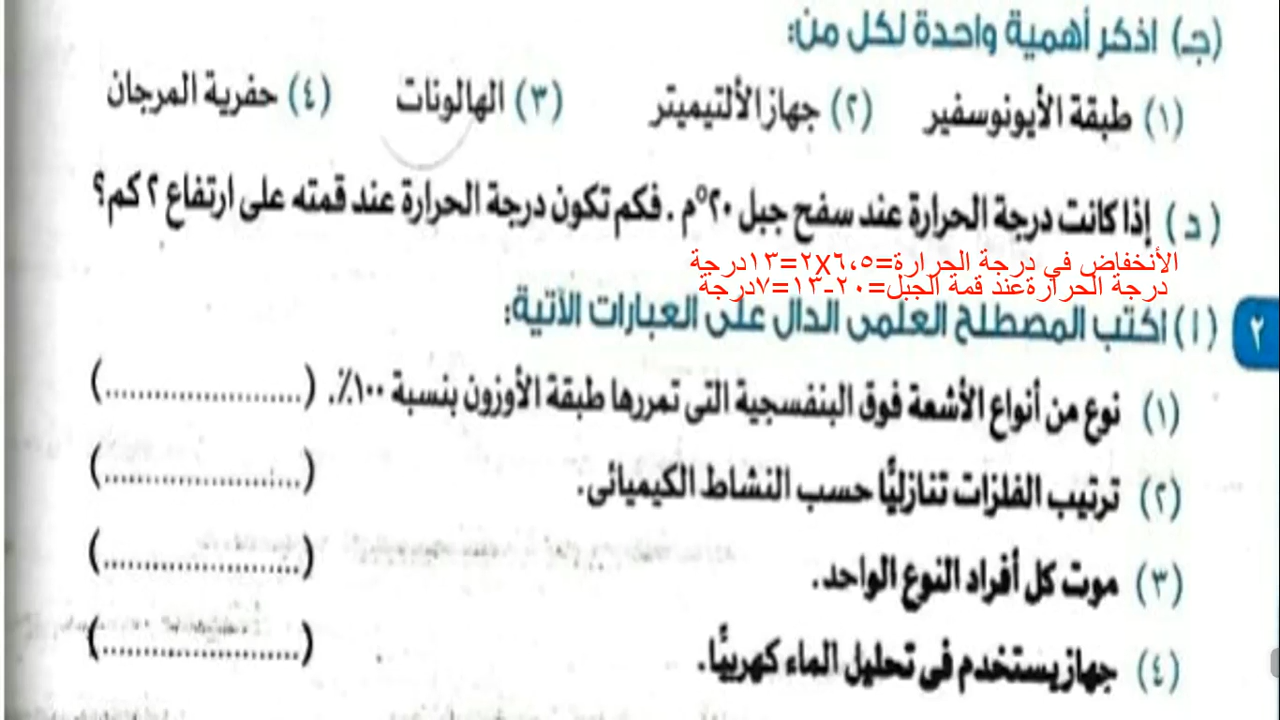 (جـ) اذكر أهمية واحدة لكل من:
(١) طبقة الأيونوسفير (٢) جهاز الألتيميتر (٣) الهالونات (٤) حفرية المرجان
(د) إذا كانت درجة الحرارة عند سفح جبل ٢٠°م . فكم تكون درجة الحرارة عند قمته على ارتفاع ٢ كم؟
الأنخفاض في درجة الحرارة=٢x٦،٥=١٣درجة
درجة الحرارةعند قمة الجبل=٢٠-١٣=٧درجة
٢ (ا) اكتب المصطلح العلمى الدال على العبارات الآتية:
(١) نوع من أنواع الأشعة فوق البنفسجية التى تمررها طبقة الأوزون بنسبة ١٠٠٪. (........................)
(٢) ترتيب الفلزات تنازليًّا حسب النشاط الكيميائى. (........................)
(٣) موت كل أفراد النوع الواحد. (........................)
(٤) جهاز يستخدم فى تحليل الماء كهربيًّا. (........................)